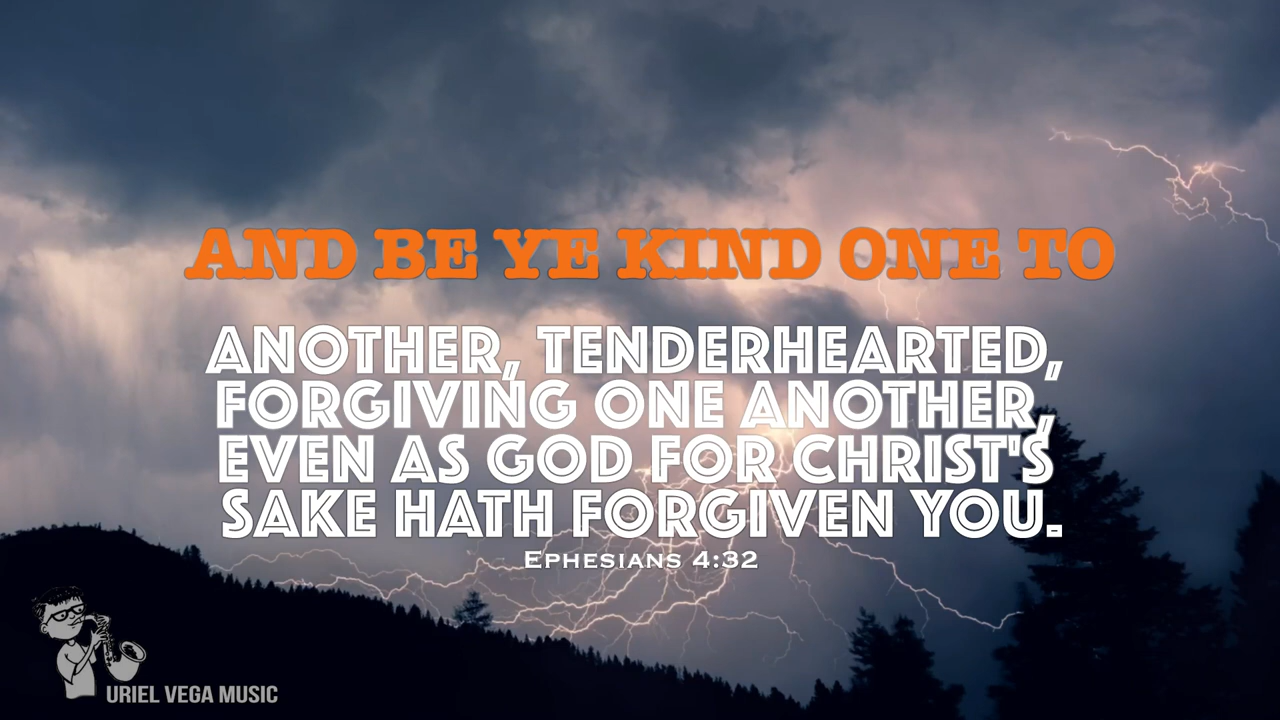 AND BE YE KIND ONE TO
ANOTHER, TENDERHEARTED,
FORGIVING ONE ANOTHER,
EVEN AS GOD FOR CHRIST'S
SAKE HATH FORGIVEN YOU.
EPHESIANS 4:32
URIEL VEGA MUSIC